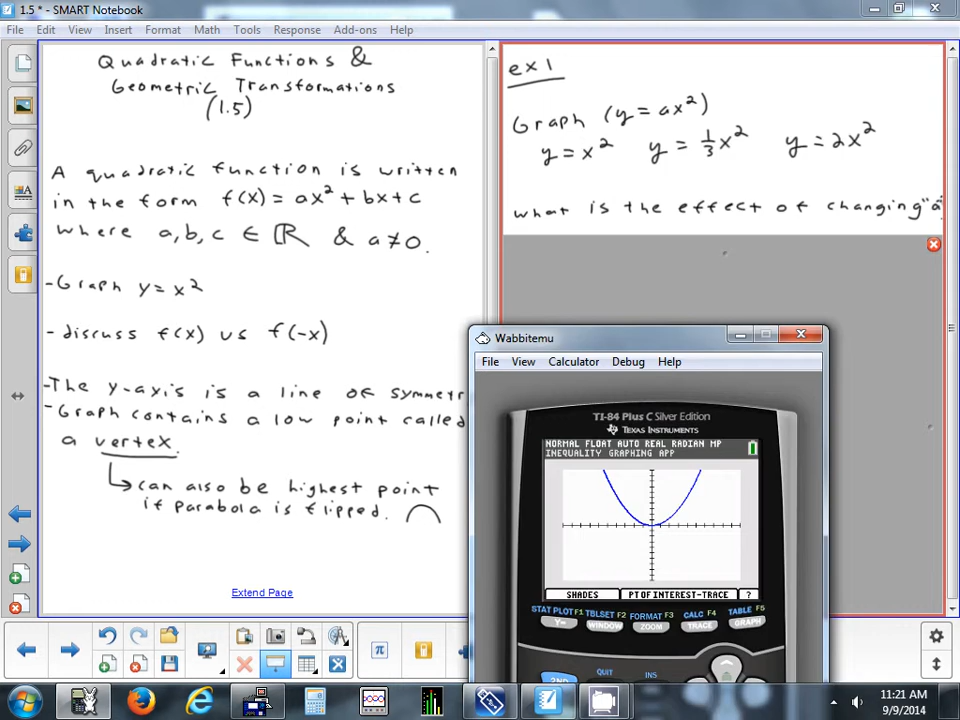 1.5 * - SMART Notebook
File Edit View Insert Format Math Tools Response Add-ons Help
Quadratic Functions &
Geometric Transformations
(1.5)
A quadratic function is written
in the form f(x) = ax² + bx + c
where a, b, c ∈ ℝ & a ≠ 0.
- Graph y = x²
- discuss f(x) vs f(-x)
- The y-axis is a line of symmetr
- Graph contains a low point called
a vertex.
can also be highest point
if parabola is flipped.
Extend Page
ex 1
Graph (y = ax²)
y = x² y = 1/3 x² y = 2x²
what is the effect of changing "a"
Wabbitemu
File View Calculator Debug Help
TI-84 Plus C Silver Edition
TEXAS INSTRUMENTS
NORMAL FLOAT AUTO REAL RADIAN MP
INEQUALITY GRAPHING APP
SHADES PT OF INTEREST-TRACE ?
STAT PLOT F1 TBLSET F2 FORMAT F3 CALC F4 TABLE F5
Y= WINDOW ZOOM TRACE GRAPH
QUIT INS
2ND
11:21 AM
9/9/2014